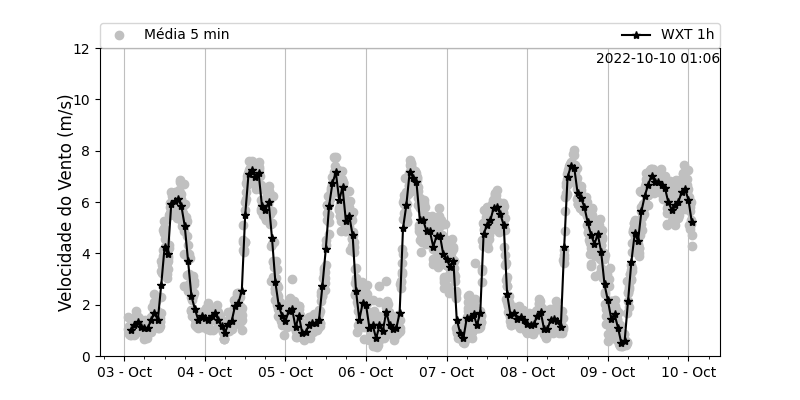 Média 5 min
WXT 1h
2022-10-10 01:06
Velocidade do Vento (m/s)
12
10
8
6
4
2
0
03 - Oct
04 - Oct
05 - Oct
06 - Oct
07 - Oct
08 - Oct
09 - Oct
10 - Oct